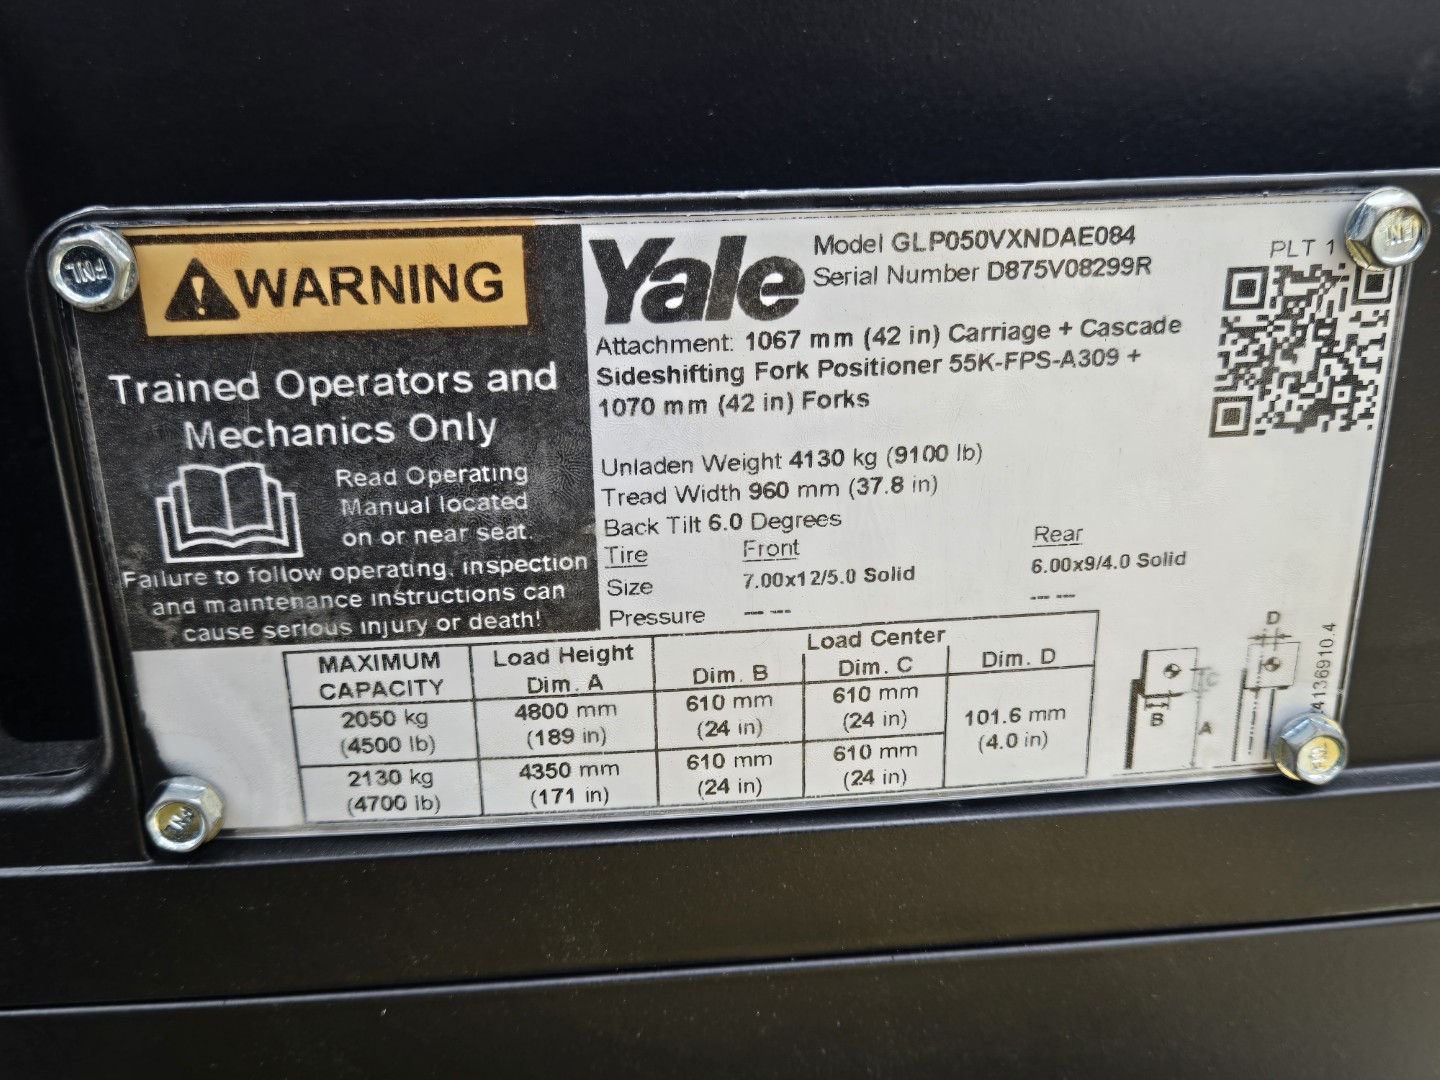 WARNING
Trained Operators and
Mechanics Only
Read Operating
Manual located
on or near seat.
Failure to follow operating, inspection
and maintenance instructions can
cause serious injury or death!
Yale
Model GLP050VXNDAE084
Serial Number D875V08299R
PLT 1
Attachment: 1067 mm (42 in) Carriage + Cascade
Sideshifting Fork Positioner 55K-FPS-A309 +
1070 mm (42 in) Forks
Unladen Weight 4130 kg (9100 lb)
Tread Width 960 mm (37.8 in)
Back Tilt 6.0 Degrees
Tire Front Rear
Size 7.00x12/5.0 Solid 6.00x9/4.0 Solid
Pressure -- -- -- --
MAXIMUM CAPACITY Load Height Dim. A Load Center
Dim. B Dim. C Dim. D
2050 kg 4800 mm 610 mm 610 mm 101.6 mm
(4500 lb) (189 in) (24 in) (24 in) (4.0 in)
2130 kg 4350 mm 610 mm 610 mm
(4700 lb) (171 in) (24 in) (24 in)
B C A
D
4136910.4
FNL
FNL